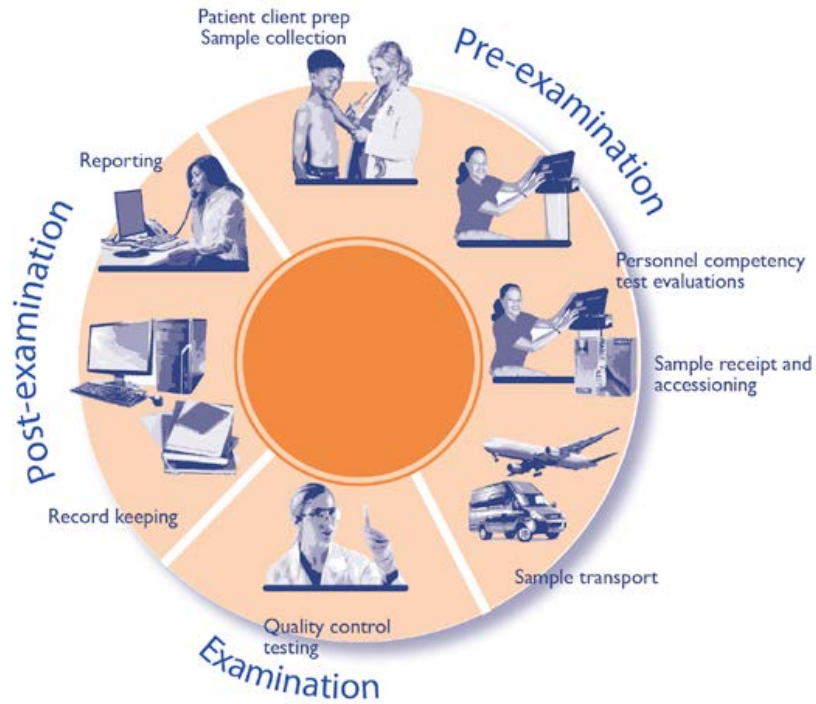 Patient client prep
Sample collection
Pre-examination
Personnel competency
test evaluations
Sample receipt and
accessioning
Sample transport
Quality control
testing
Examination
Record keeping
Post-examination
Reporting